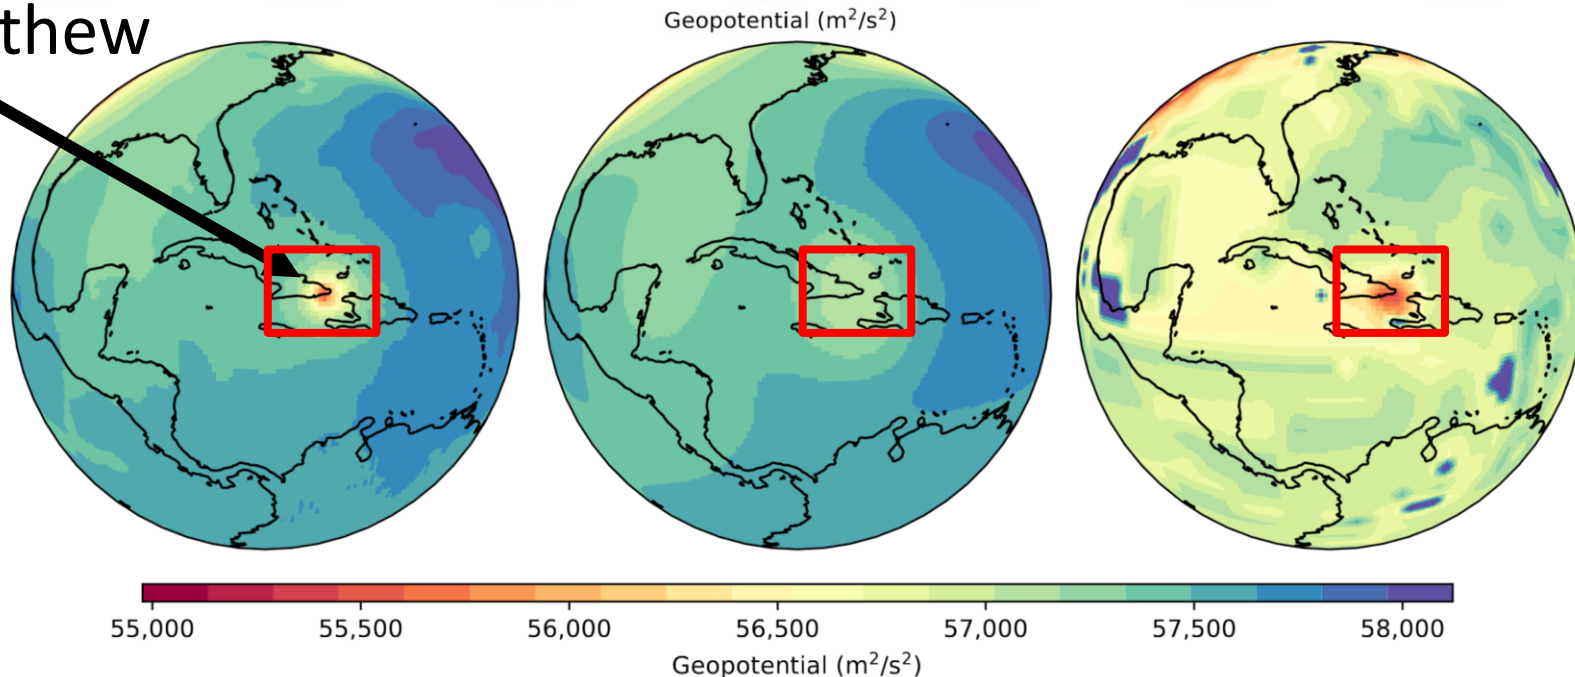 thew
Geopotential (m²/s²)
55,000 55,500 56,000 56,500 57,000 57,500 58,000
Geopotential (m²/s²)